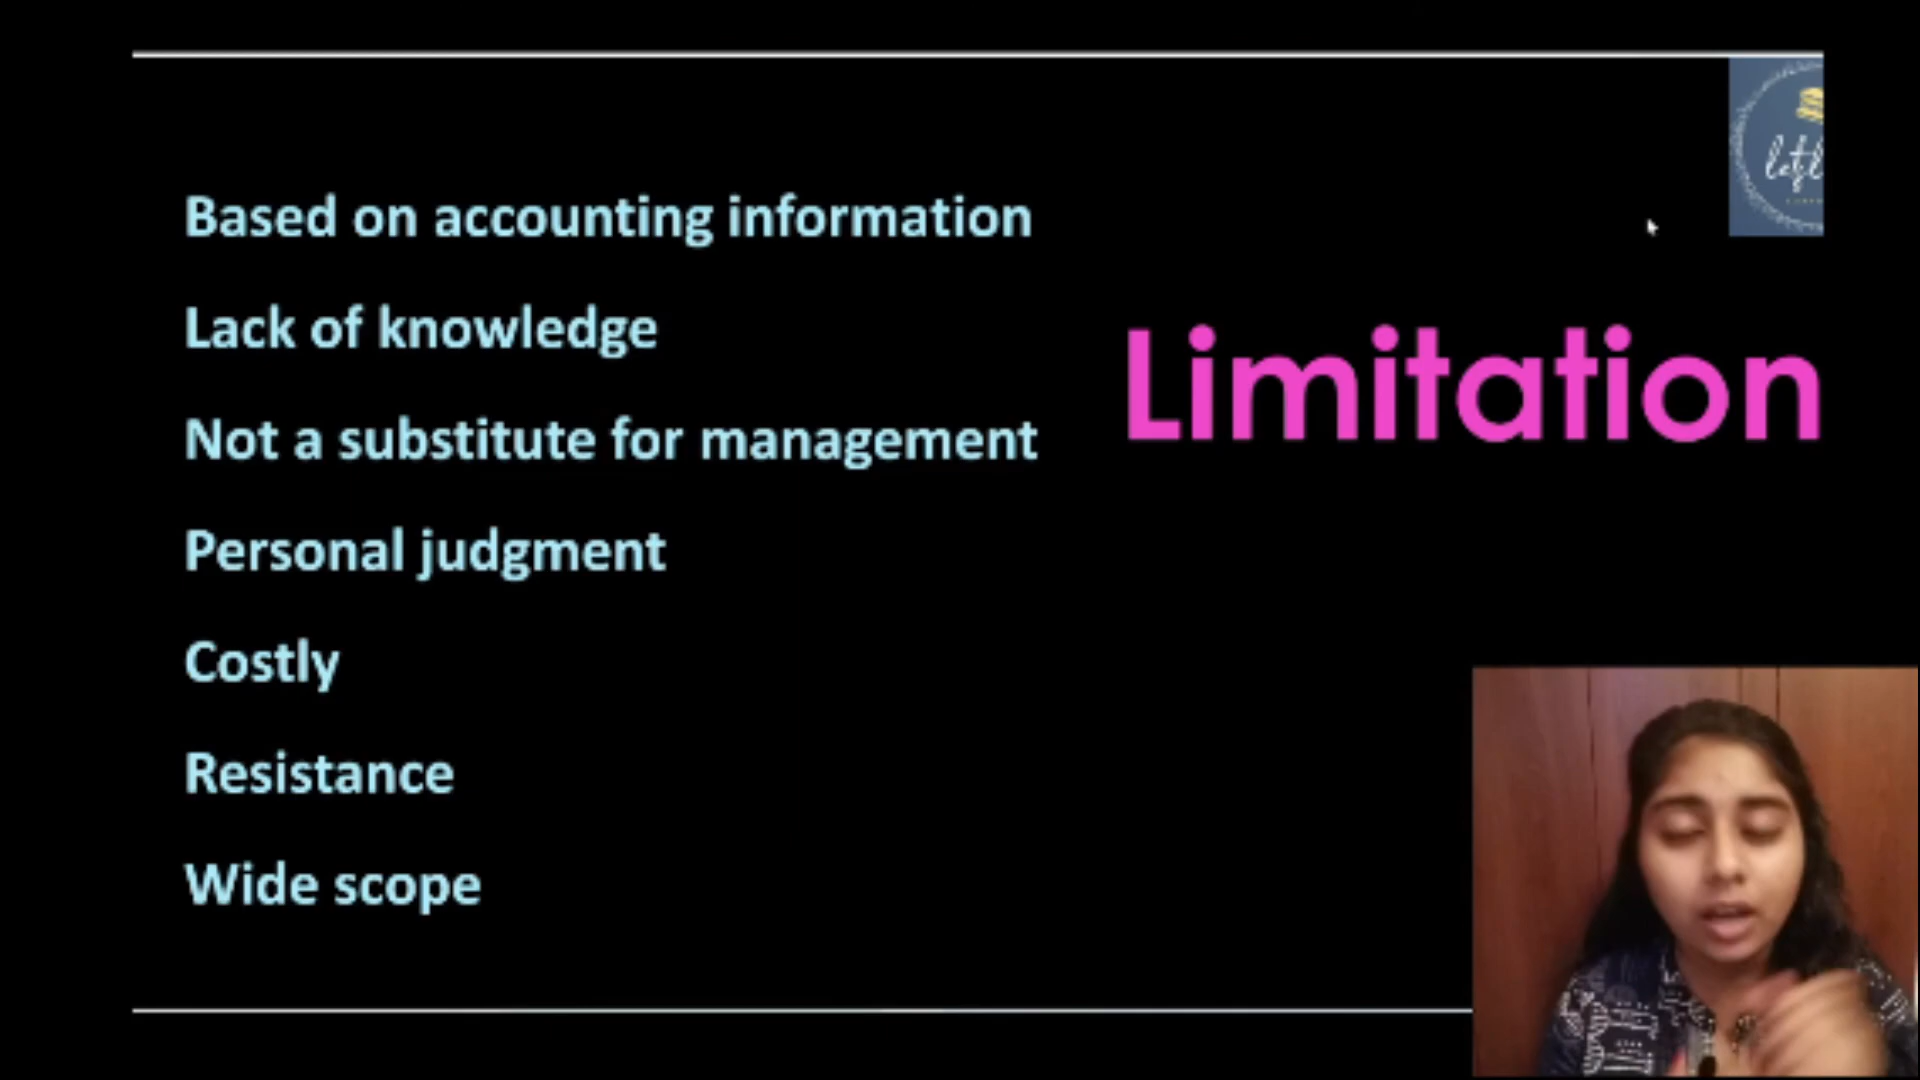 Based on accounting information
Lack of knowledge
Not a substitute for management
Personal judgment
Costly
Resistance
Wide scope
Limitation